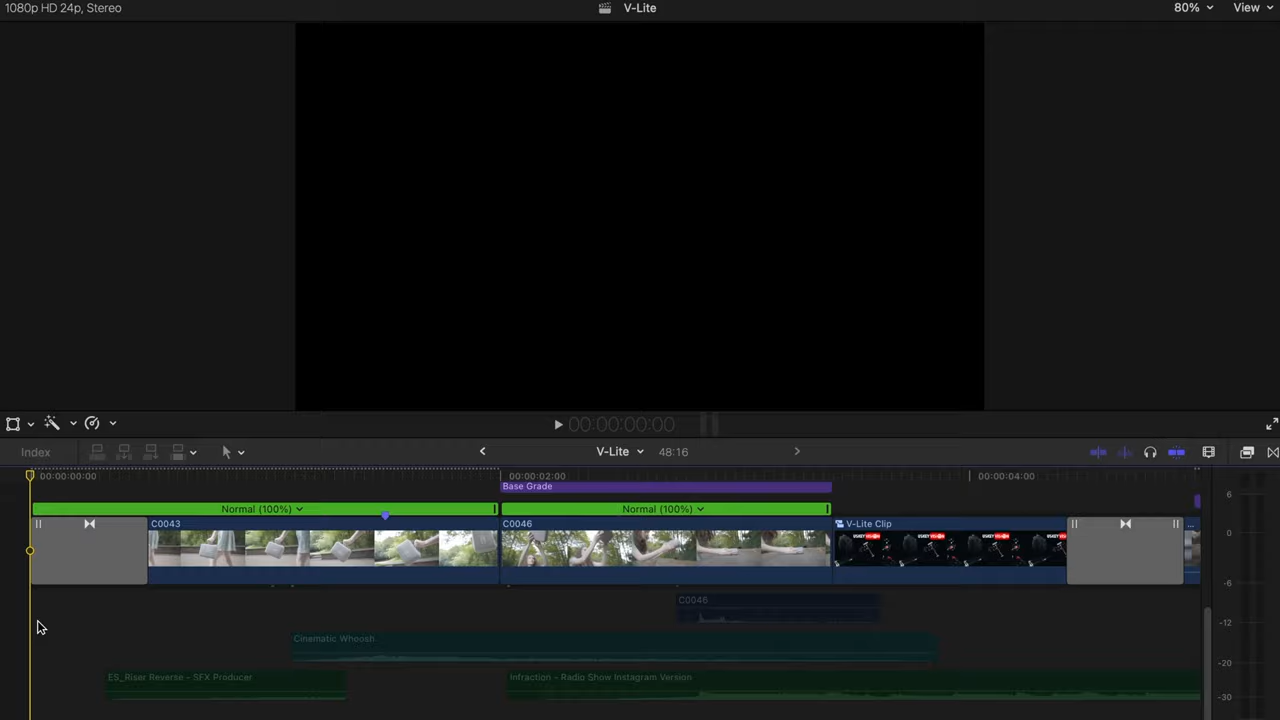 1080p HD 24p, Stereo
V-Lite
80%
View
00:00:00:00
Index
V-Lite
48:16
00:00:00:00
00:00:02:00
00:00:04:00
Base Grade
Normal (100%)
Normal (100%)
C0043
C0046
V-Lite Clip
...
C0046
Cinematic Whoosh
ES_Riser Reverse - SFX Producer
Infraction - Radio Show Instagram Version
6
0
-6
-12
-20
-30